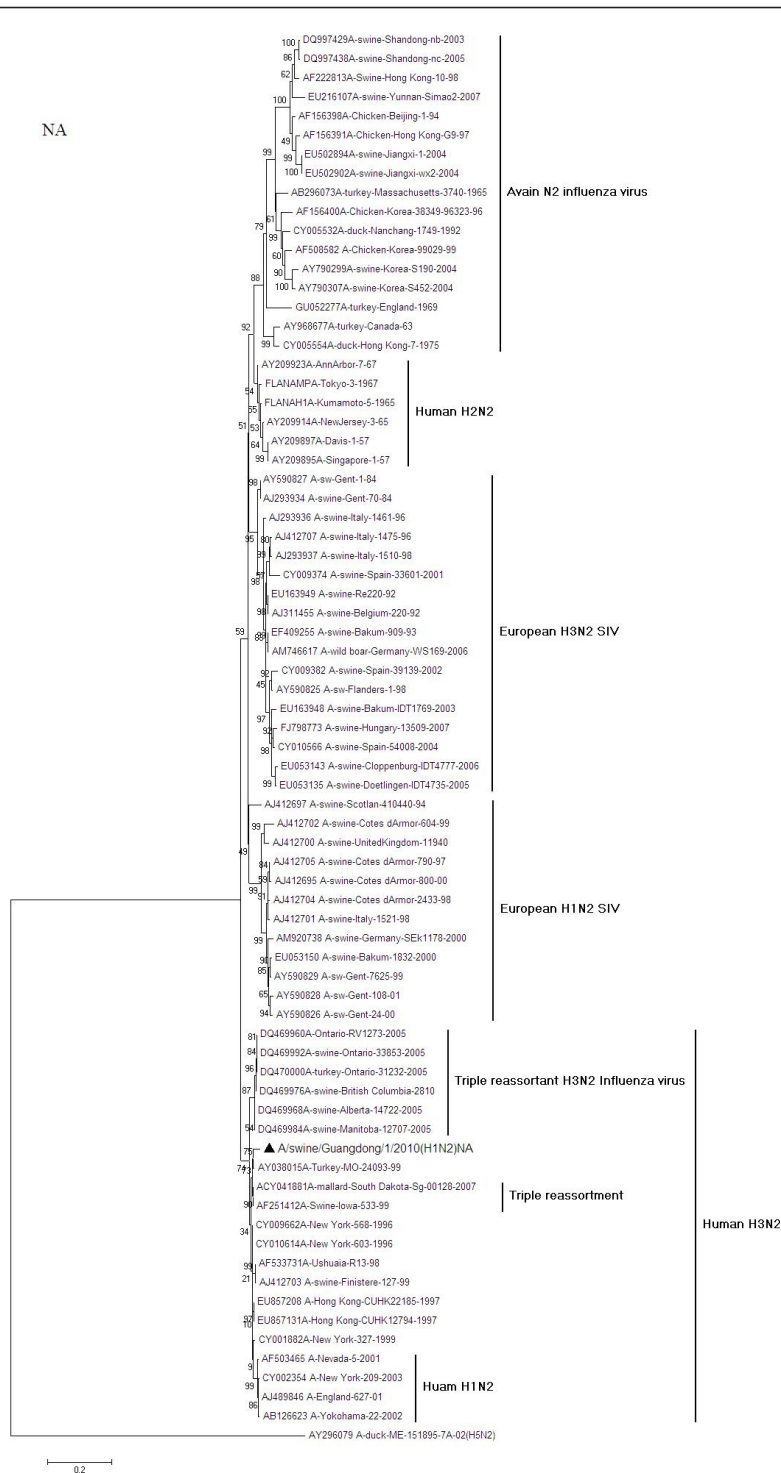 NA
DQ997429A-swine-Shandong-nb-2003
DQ997438A-swine-Shandong-nc-2005
AF222813A-Swine-Hong Kong-10-98
EU216107A-swine-Yunnan-Simao2-2007
AF156398A-Chicken-Beijing-1-94
AF156391A-Chicken-Hong Kong-G9-97
EU502894A-swine-Jiangxi-1-2004
EU502902A-swine-Jiangxi-wx2-2004
AB296073A-turkey-Massachusetts-3740-1965
AF156400A-Chicken-Korea-38349-96323-96
CY005532A-duck-Nanchang-1749-1992
AF508582 A-Chicken-Korea-99029-99
AY790299A-swine-Korea-S190-2004
AY790307A-swine-Korea-S452-2004
GU052277A-turkey-England-1969
AY968677A-turkey-Canada-63
CY005554A-duck-Hong Kong-7-1975
Avain N2 influenza virus
AY209923A-AnnArbor-7-67
FLANAMPA-Tokyo-3-1967
FLANAH1A-Kumamoto-5-1965
AY209914A-NewJersey-3-65
AY209897A-Davis-1-57
AY209895A-Singapore-1-57
Human H2N2
AY590827 A-sw-Gent-1-84
AJ293934 A-swine-Gent-70-84
AJ293936 A-swine-Italy-1461-96
AJ412707 A-swine-Italy-1475-96
AJ293937 A-swine-Italy-1510-98
CY009374 A-swine-Spain-33601-2001
EU163949 A-swine-Re220-92
AJ311455 A-swine-Belgium-220-92
EF409255 A-swine-Bakum-909-93
AM746617 A-wild boar-Germany-WS169-2006
CY009382 A-swine-Spain-39139-2002
AY590825 A-sw-Flanders-1-98
EU163948 A-swine-Bakum-IDT1769-2003
FJ798773 A-swine-Hungary-13509-2007
CY010566 A-swine-Spain-54008-2004
EU053143 A-swine-Cloppenburg-IDT4777-2006
EU053135 A-swine-Doetlingen-IDT4735-2005
European H3N2 SIV
AJ412697 A-swine-Scotlan-410440-94
AJ412702 A-swine-Cotes dArmor-604-99
AJ412700 A-swine-UnitedKingdom-11940
AJ412705 A-swine-Cotes dArmor-790-97
AJ412695 A-swine-Cotes dArmor-800-00
AJ412704 A-swine-Cotes dArmor-2433-98
AJ412701 A-swine-Italy-1521-98
AM920738 A-swine-Germany-SEk1178-2000
EU053150 A-swine-Bakum-1832-2000
AY590829 A-sw-Gent-7625-99
AY590828 A-sw-Gent-108-01
AY590826 A-sw-Gent-24-00
European H1N2 SIV
DQ469960A-Ontario-RV1273-2005
DQ469992A-swine-Ontario-33853-2005
DQ470000A-turkey-Ontario-31232-2005
DQ469976A-swine-British Columbia-2810
DQ469968A-swine-Alberta-14722-2005
DQ469984A-swine-Manitoba-12707-2005
Triple reassortant H3N2 Influenza virus
▲ A/swine/Guangdong/1/2010(H1N2)NA
AY038015A-Turkey-MO-24093-99
ACY041881A-mallard-South Dakota-Sg-00128-2007
AF251412A-Swine-Iowa-533-99
Triple reassortment
CY009662A-New York-568-1996
CY010614A-New York-603-1996
AF533731A-Ushuaia-R13-98
AJ412703 A-swine-Finistere-127-99
EU857208 A-Hong Kong-CUHK22185-1997
EU857131A-Hong Kong-CUHK12794-1997
CY001882A-New York-327-1999
AF503465 A-Nevada-5-2001
CY002354 A-New York-209-2003
AJ489846 A-England-627-01
AB126623 A-Yokohama-22-2002
Huam H1N2
Human H3N2
AY296079 A-duck-ME-151895-7A-02(H5N2)
0.2
100
86
62
100
49
99
100
99
61
99
60
90
100
79
88
99
92
54
55
53
64
99
51
98
95
80
98
98
92
45
97
98
99
59
99
84
59
91
99
99
90
85
65
94
49
81
84
96
87
54
75
74
73
90
34
99
21
97
10
9
99
86